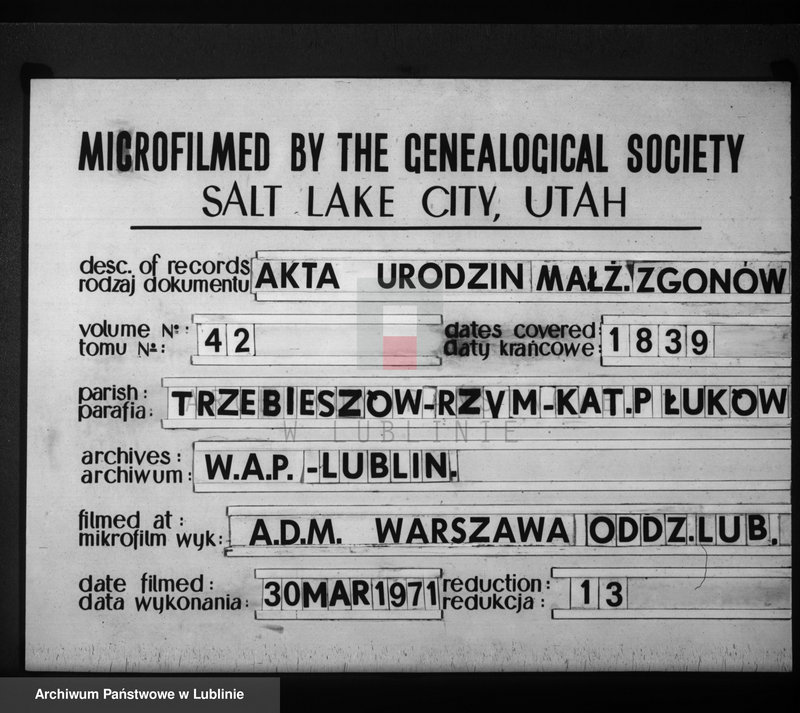 MICROFILMED BY THE GENEALOGICAL SOCIETY
SALT LAKE CITY, UTAH
desc. of records
rodzaj dokumentu AKTA URODZIN MAŁŻ. ZGONÓW
volume №: dates covered:
tomu №: 42 daty krańcowe: 1839
parish:
parafia: TRZEBIESZÓW-RZYM-KAT.P ŁUKÓW
W LUBLINIE
archives:
archiwum: W.A.P. -LUBLIN.
filmed at:
mikrofilm wyk: A.D.M. WARSZAWA ODDZ.LUB.
date filmed: reduction:
data wykonania: 30MAR1971 redukcja: 13
Archiwum Państwowe w Lublinie